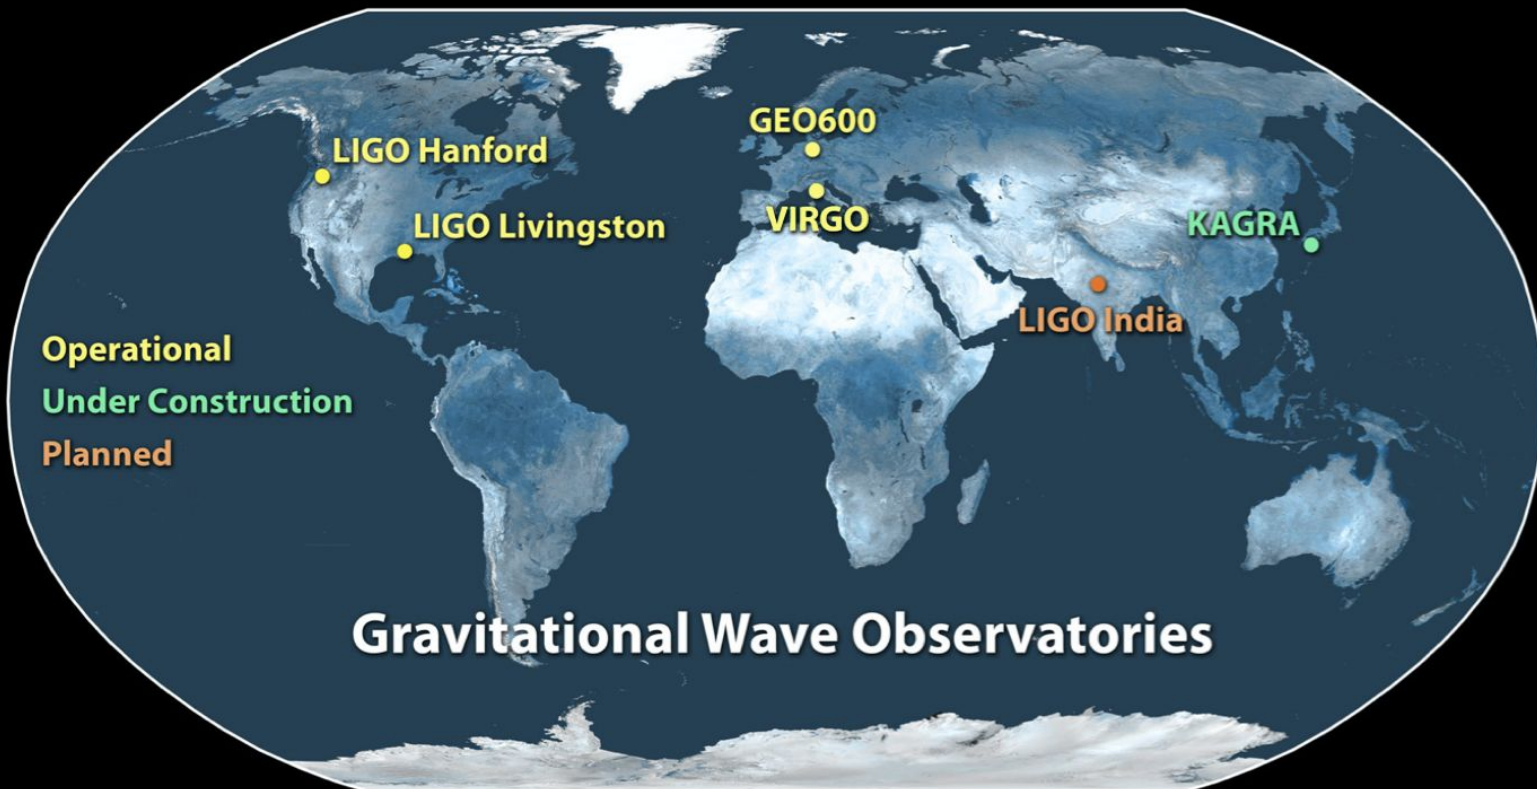 GEO600
LIGO Hanford
LIGO Livingston
VIRGO
KAGRA
LIGO India
Operational
Under Construction
Planned
Gravitational Wave Observatories